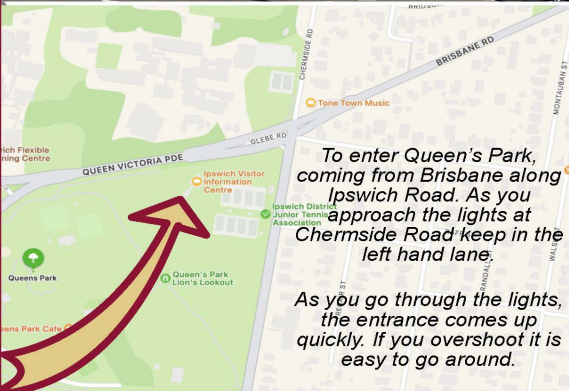 CHERMSIDE RD
BRISBANE RD
MONTAUBAN ST
Tone Town Music
GLEBE RD
QUEEN VICTORIA PDE
Ipswich Visitor
Information
Centre
Ipswich District
Junior Tennis
Association
Queens Park
Queen's Park
Lion's Lookout
To enter Queen's Park,
coming from Brisbane along
Ipswich Road. As you
approach the lights at
Chermside Road keep in the
left hand lane.
As you go through the lights,
the entrance comes up
quickly. If you overshoot it is
easy to go around.